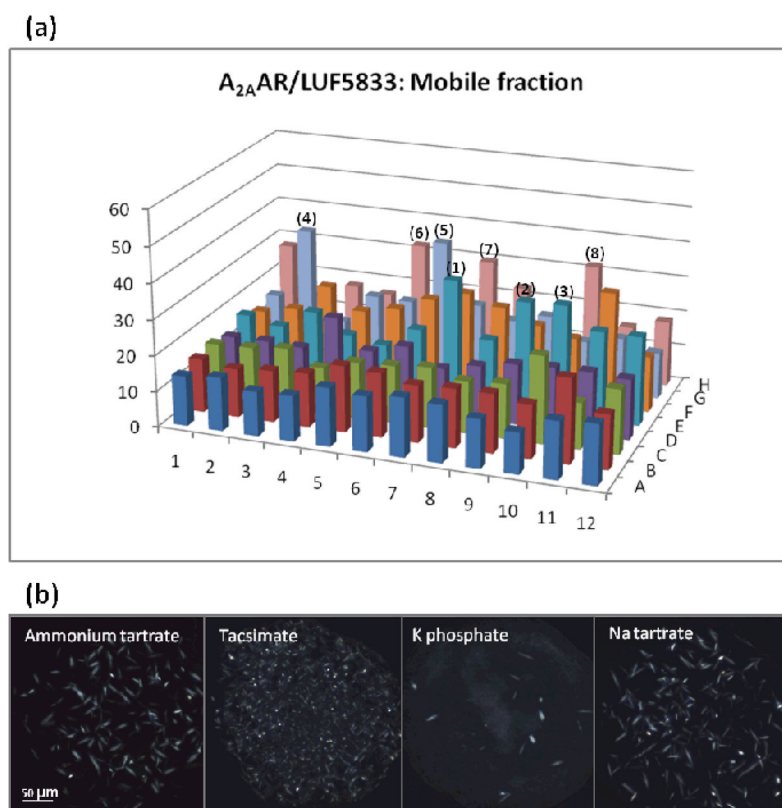 (a)
A2AAR/LUF5833: Mobile fraction
60
50
40
30
20
10
0
(4)
(6) (5)
(1)
(7)
(2)
(3)
(8)
1 2 3 4 5 6 7 8 9 10 11 12
H
G
F
E
D
C
B
A
(b)
Ammonium tartrate Tacsimate K phosphate Na tartrate
50 µm